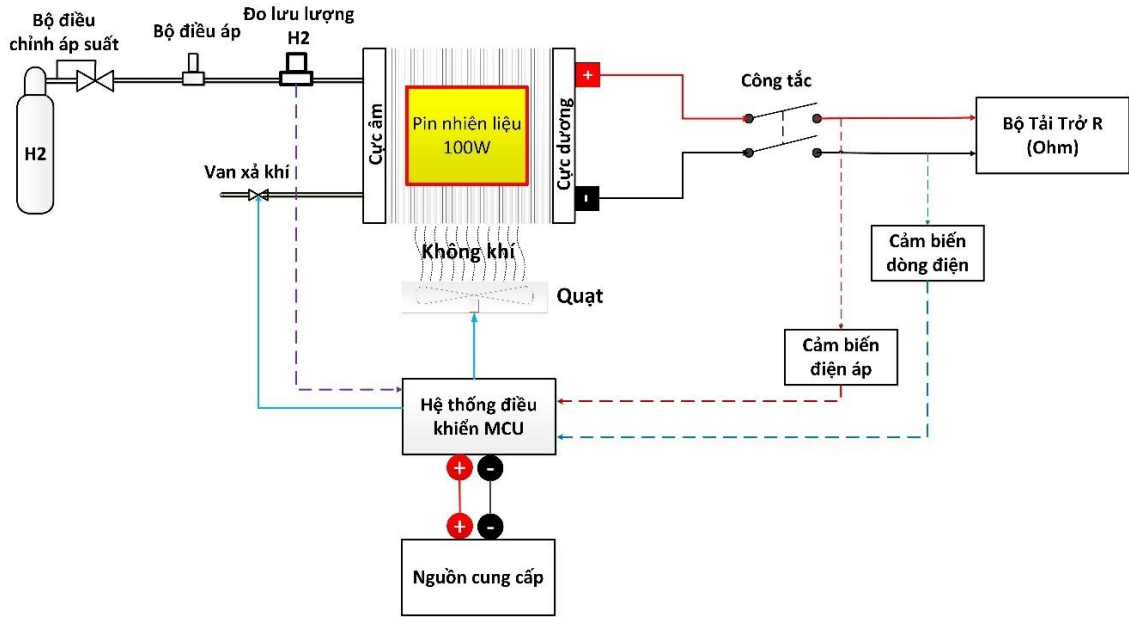 Bộ điều
chỉnh áp suất
Bộ điều áp
Đo lưu lượng
H2
H2
Van xả khí
Cực âm
Pin nhiên liệu
100W
Cực dương
+
-
Công tắc
Bộ Tải Trở R
(Ohm)
Không khí
Quạt
Cảm biến
dòng điện
Cảm biến
điện áp
Hệ thống điều
khiển MCU
+ -
+ -
Nguồn cung cấp